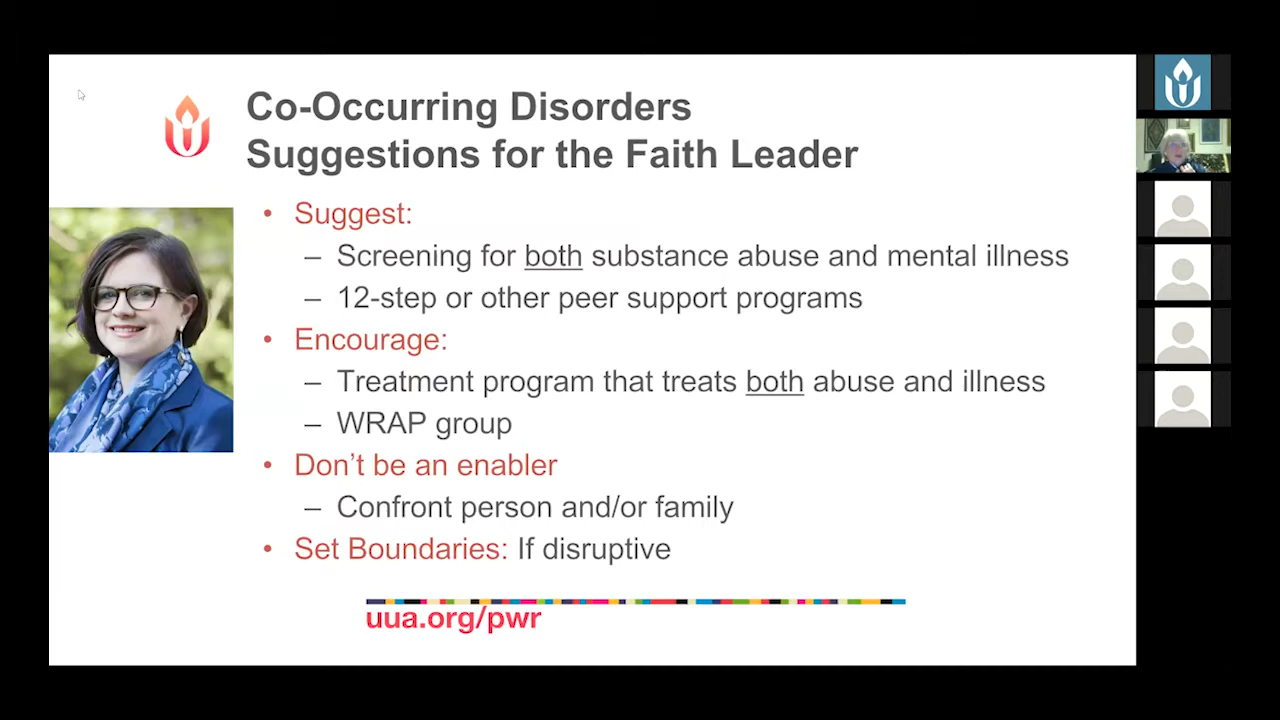 Co-Occurring Disorders
Suggestions for the Faith Leader
• Suggest:
– Screening for both substance abuse and mental illness
– 12-step or other peer support programs
• Encourage:
– Treatment program that treats both abuse and illness
– WRAP group
• Don’t be an enabler
– Confront person and/or family
• Set Boundaries: If disruptive
uua.org/pwr